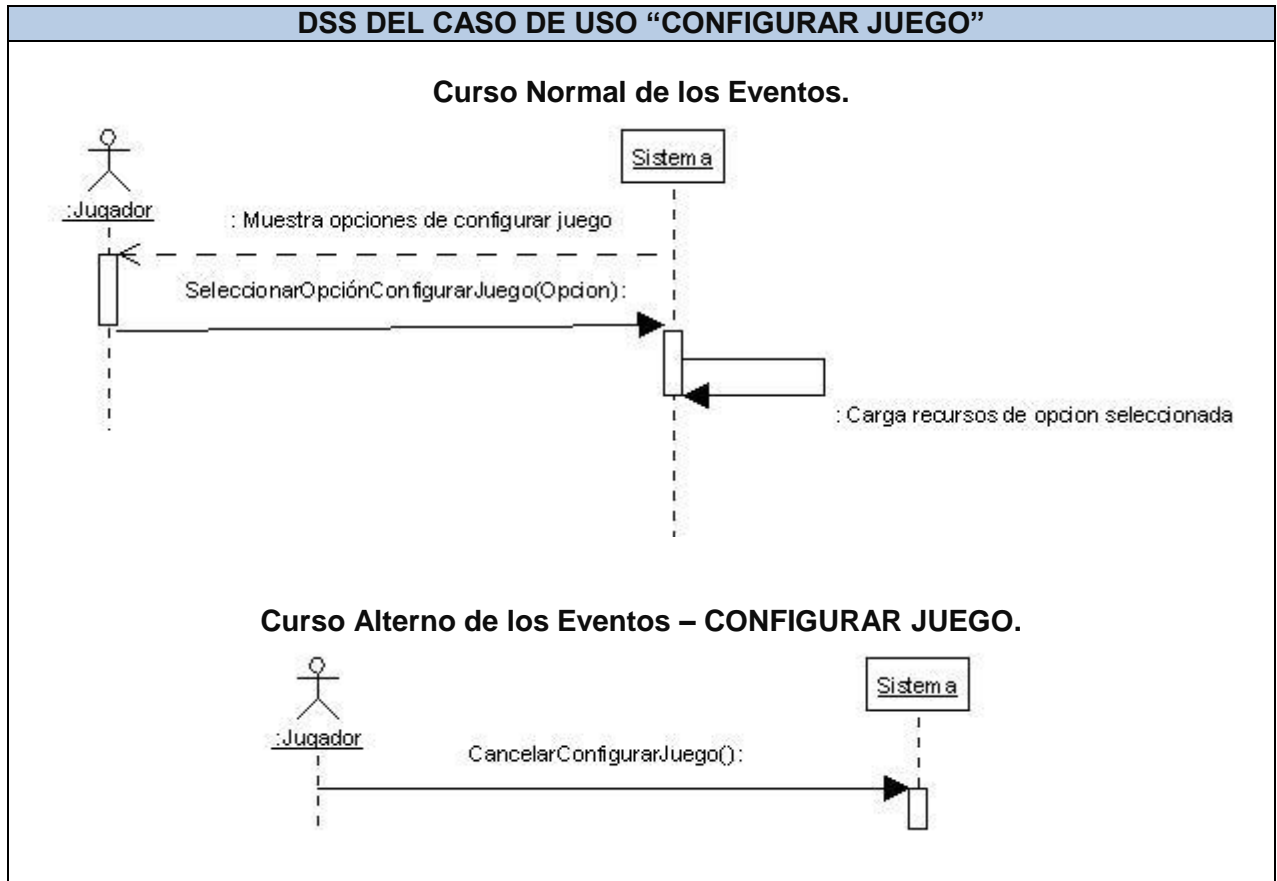 DSS DEL CASO DE USO “CONFIGURAR JUEGO”
Curso Normal de los Eventos.
Sistema
:Jugador
: Muestra opciones de configurar juego
SeleccionarOpciónConfigurarJuego(Opcion):
: Carga recursos de opcion seleccionada
Curso Alterno de los Eventos – CONFIGURAR JUEGO.
Sistema
:Jugador
CancelarConfigurarJuego():